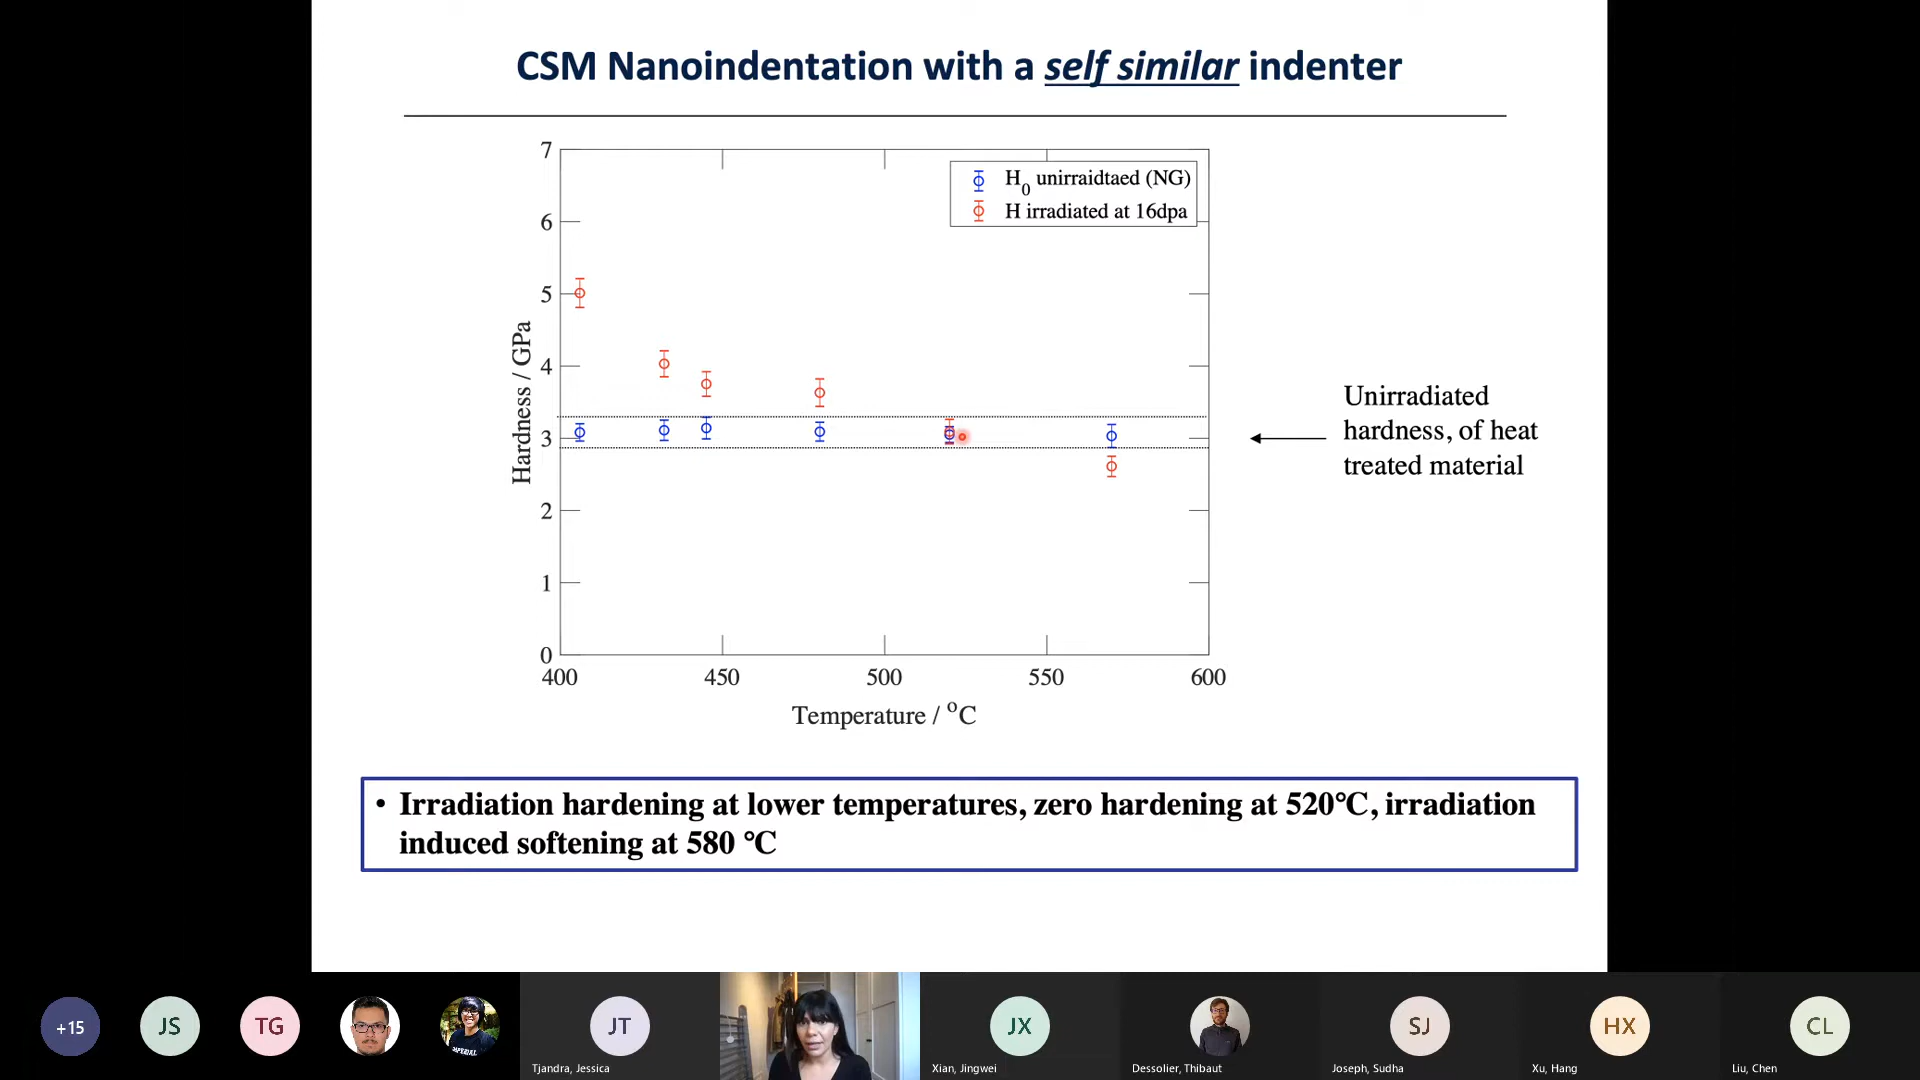 CSM Nanoindentation with a self similar indenter
7
6
5
4
3
2
1
0
Hardness / GPa
H0 unirraidtaed (NG)
H irradiated at 16dpa
400
450
500
550
600
Temperature / °C
Unirradiated
hardness, of heat
treated material
• Irradiation hardening at lower temperatures, zero hardening at 520°C, irradiation
induced softening at 580 °C
+15
JS
TG
IMPERIAL
JT
JX
SJ
HX
CL
Tjandra, Jessica
Xian, Jingwei
Dessolier, Thibaut
Joseph, Sudha
Xu, Hang
Liu, Chen